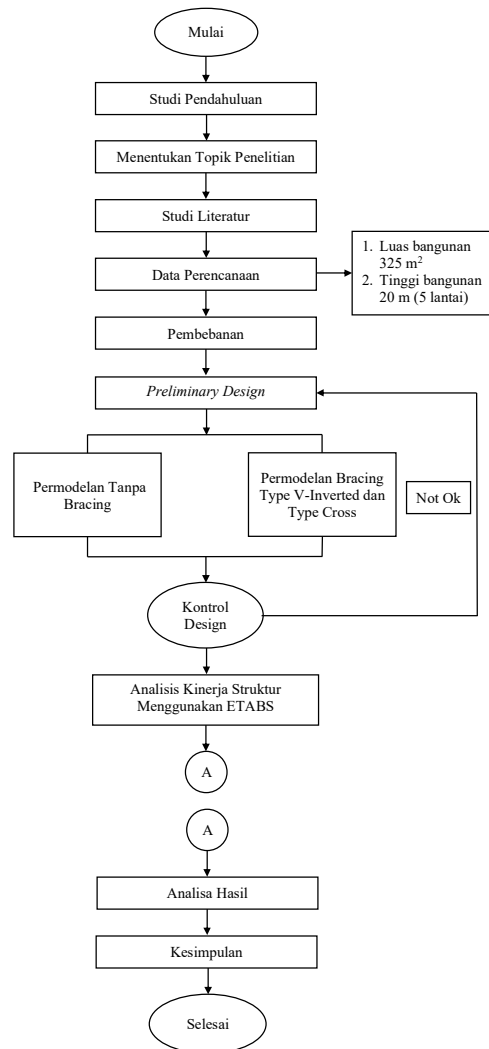 Mulai
Studi Pendahuluan
Menentukan Topik Penelitian
Studi Literatur
Data Perencanaan
1. Luas bangunan
325 m²
2. Tinggi bangunan
20 m (5 lantai)
Pembebanan
Preliminary Design
Permodelan Tanpa
Bracing
Permodelan Bracing
Type V-Inverted dan
Type Cross
Not Ok
Kontrol
Design
Analisis Kinerja Struktur
Menggunakan ETABS
A
A
Analisa Hasil
Kesimpulan
Selesai